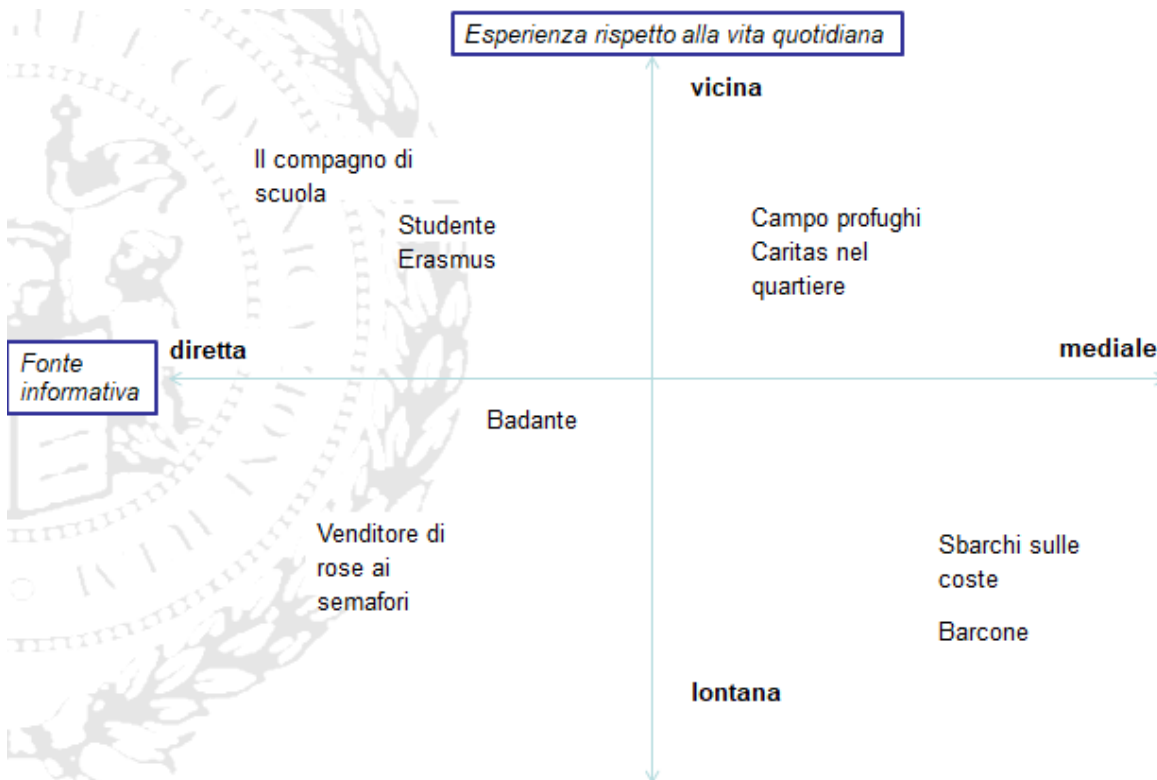 Esperienza rispetto alla vita quotidiana
vicina
Il compagno di
scuola
Studente
Erasmus
Campo profughi
Caritas nel
quartiere
Fonte
informativa
diretta
mediale
Badante
Venditore di
rose ai
semafori
Sbarchi sulle
coste
Barcone
lontana